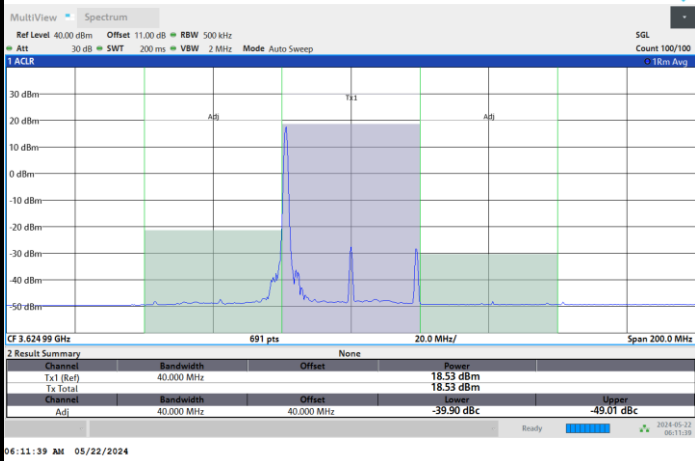 MultiView Spectrum
Ref Level 40.00 dBm Offset 11.00 dB RBW 500 kHz SGL
Att 30 dB SWT 200 ms VBW 2 MHz Mode Auto Sweep Count 100/100
1 ACLR 1Rm Avg
30 dBm
Tx1
20 dBm Adj Adj
10 dBm
0 dBm
-10 dBm
-20 dBm
-30 dBm
-40 dBm
-50 dBm
CF 3.624 99 GHz 691 pts 20.0 MHz/ Span 200.0 MHz
2 Result Summary None
Channel Bandwidth Offset Power
Tx1 (Ref) 40.000 MHz 18.53 dBm
Tx Total 18.53 dBm
Channel Bandwidth Offset Lower Upper
Adj 40.000 MHz 40.000 MHz -39.90 dBc -49.01 dBc
Ready 2024-05-22
06:11:39
06:11:39 AM 05/22/2024